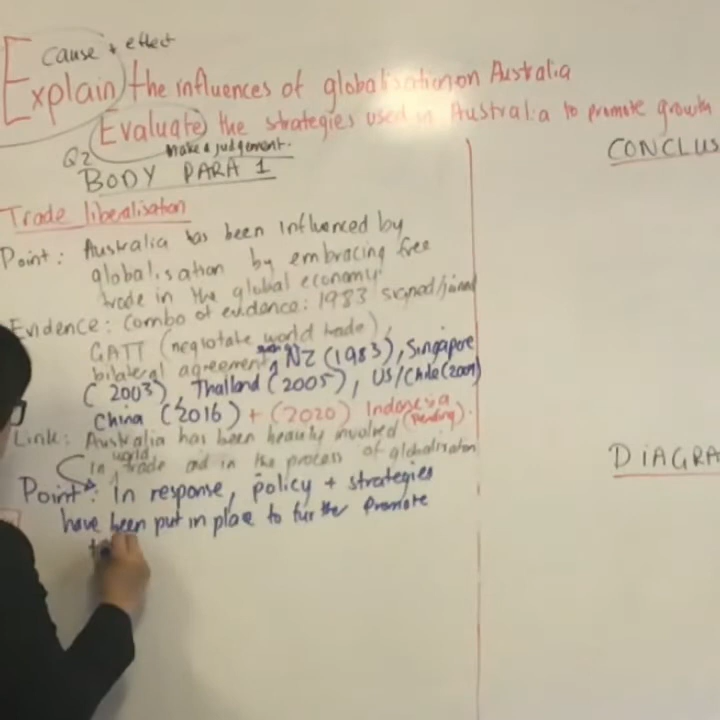 cause + effect
Explain the influences of globalisation on Australia
Evaluate the strategies used in Australia to promote growth
Q2
make a judgement.
BODY PARA 1
Trade liberalisation
Point: Australia has been influenced by
globalisation by embracing free
trade in the global economy
Evidence: combo of evidence: 1983 signed/joined
GATT (negiotate world trade),
bilateral agreement NZ (1983), Singapore
(2003), Thailand (2005), US/Chile (2009)
China (2016) + (2020) Indonesia
(Pending).
Link: Australia has been heavily involved
in world trade and in the process of globalisation
Point: In response, policy + strategies
have been put in place to further promote
CONCLUS
DIAGRA